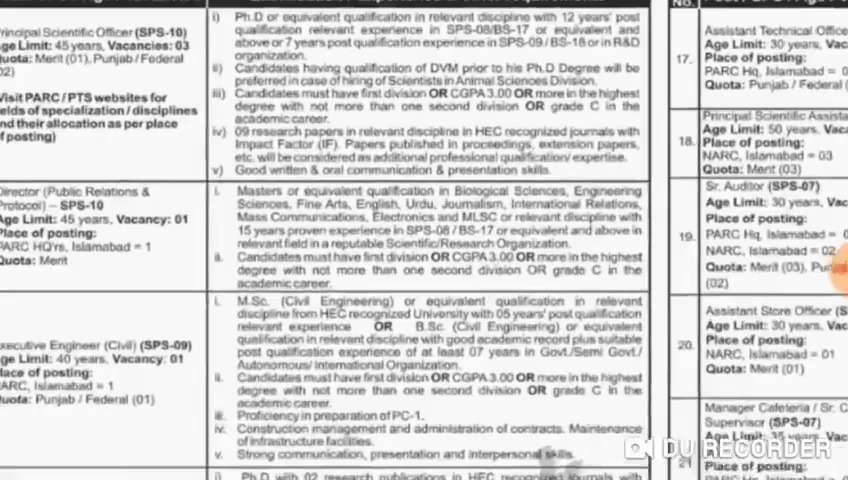 No.
Principal Scientific Officer (SPS-10)
Age Limit: 45 years, Vacancies: 03
Quota: Merit (01), Punjab / Federal
02)
Visit PARC / PTS websites for
fields of specialization / disciplines
and their allocation as per place
of posting)
i) Ph.D or equivalent qualification in relevant discipline with 12 years' post
qualification relevant experience in SPS-08/BS-17 or equivalent and
above or 7 years post qualification experience in SPS-09 / BS-18 or in R&D
organization.
ii) Candidates having qualification of DVM prior to his Ph.D Degree will be
preferred in case of hiring of Scientists in Animal Sciences Division.
iii) Candidates must have first division OR CGPA 3.00 OR more in the highest
degree with not more than one second division OR grade C in the
academic career.
iv) 09 research papers in relevant discipline in HEC recognized journals with
Impact Factor (IF). Papers published in proceedings, extension papers,
etc. will be considered as additional professional qualification/ expertise.
v) Good written & oral communication & presentation skills.
Director (Public Relations &
Protocol) – SPS-10
Age Limit: 45 years, Vacancy: 01
Place of posting:
PARC HQrs, Islamabad = 1
Quota: Merit
i. Masters or equivalent qualification in Biological Sciences, Engineering
Sciences, Fine Arts, English, Urdu, Journalism, International Relations,
Mass Communications, Electronics and MLSC or relevant discipline with
15 years proven experience in SPS-08 / BS-17 or equivalent and above in
relevant field in a reputable Scientific/Research Organization.
ii. Candidates must have first division OR CGPA 3.00 OR more in the highest
degree with not more than one second division OR grade C in the
academic career.
Executive Engineer (Civil) (SPS-09)
Age Limit: 40 years, Vacancy: 01
Place of posting:
NARC, Islamabad = 1
Quota: Punjab / Federal (01)
i. M.Sc. (Civil Engineering) or equivalent qualification in relevant
discipline from HEC recognized University with 05 years' post qualification
relevant experience OR B.Sc. (Civil Engineering) or equivalent
qualification in relevant discipline with good academic record plus suitable
post qualification experience of at least 07 years in Govt./Semi Govt./
Autonomous/ International Organization.
ii. Candidates must have first division OR CGPA 3.00 OR more in the highest
degree with not more than one second division OR grade C in the
academic career.
iii. Proficiency in preparation of PC-1.
iv. Construction management and administration of contracts. Maintenance
of infrastructure facilities.
v. Strong communication, presentation and interpersonal skills.
i) Ph.D with 02 research publications in HEC recognized journals with
17.
Assistant Technical Office
Age Limit: 30 years, Vac
Place of posting:
PARC Hq, Islamabad =
Quota: Punjab / Federal (
18.
Principal Scientific Assista
Age Limit: 50 years, Vac
Place of posting:
NARC, Islamabad = 03
Quota: Merit (03)
19.
Sr. Auditor (SPS-07)
Age Limit: 30 years, Vac
Place of posting:
PARC Hq, Islamabad = 0
NARC, Islamabad = 02
Quota: Merit (03), Punj
(02)
20.
Assistant Store Officer (S
Age Limit: 30 years, Vac
Place of posting:
NARC, Islamabad = 01
Quota: Merit (01)
21
Manager Cafeteria / Sr. C
Supervisor (SPS-07)
Age Limit: 35 years, Vac
Place of posting:
DU RECORDER